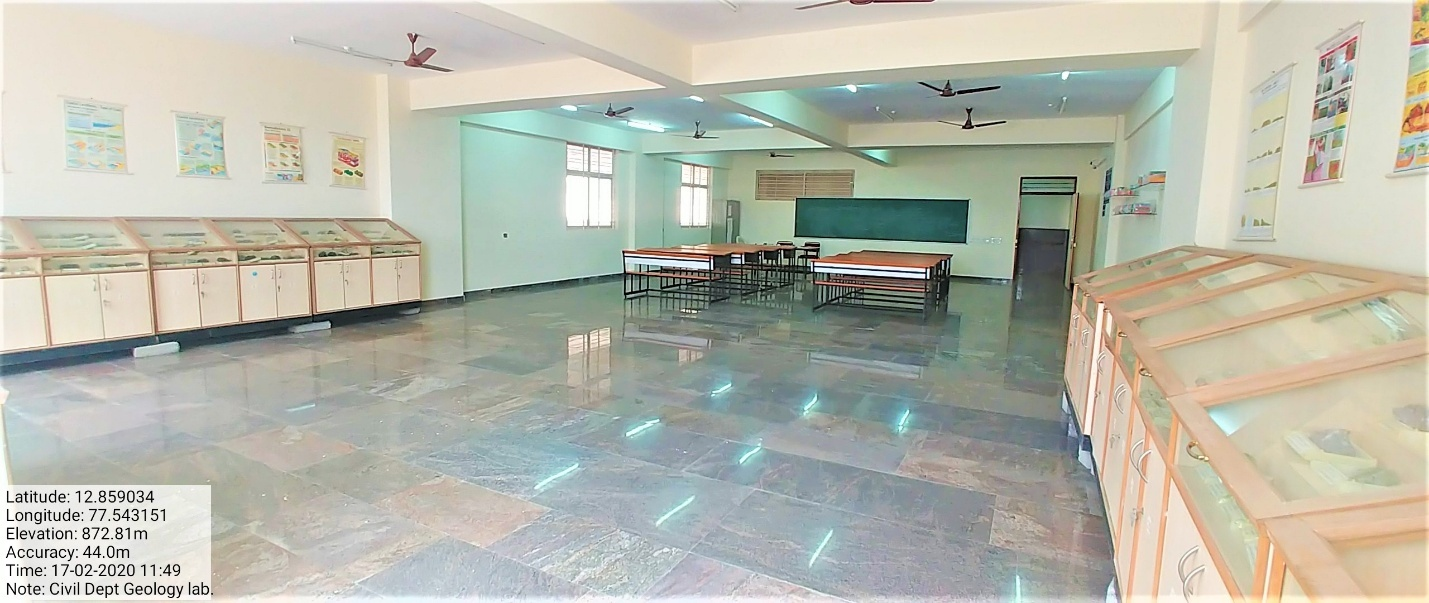 Latitude: 12.859034
Longitude: 77.543151
Elevation: 872.81m
Accuracy: 44.0m
Time: 17-02-2020 11:49
Note: Civil Dept Geology lab.